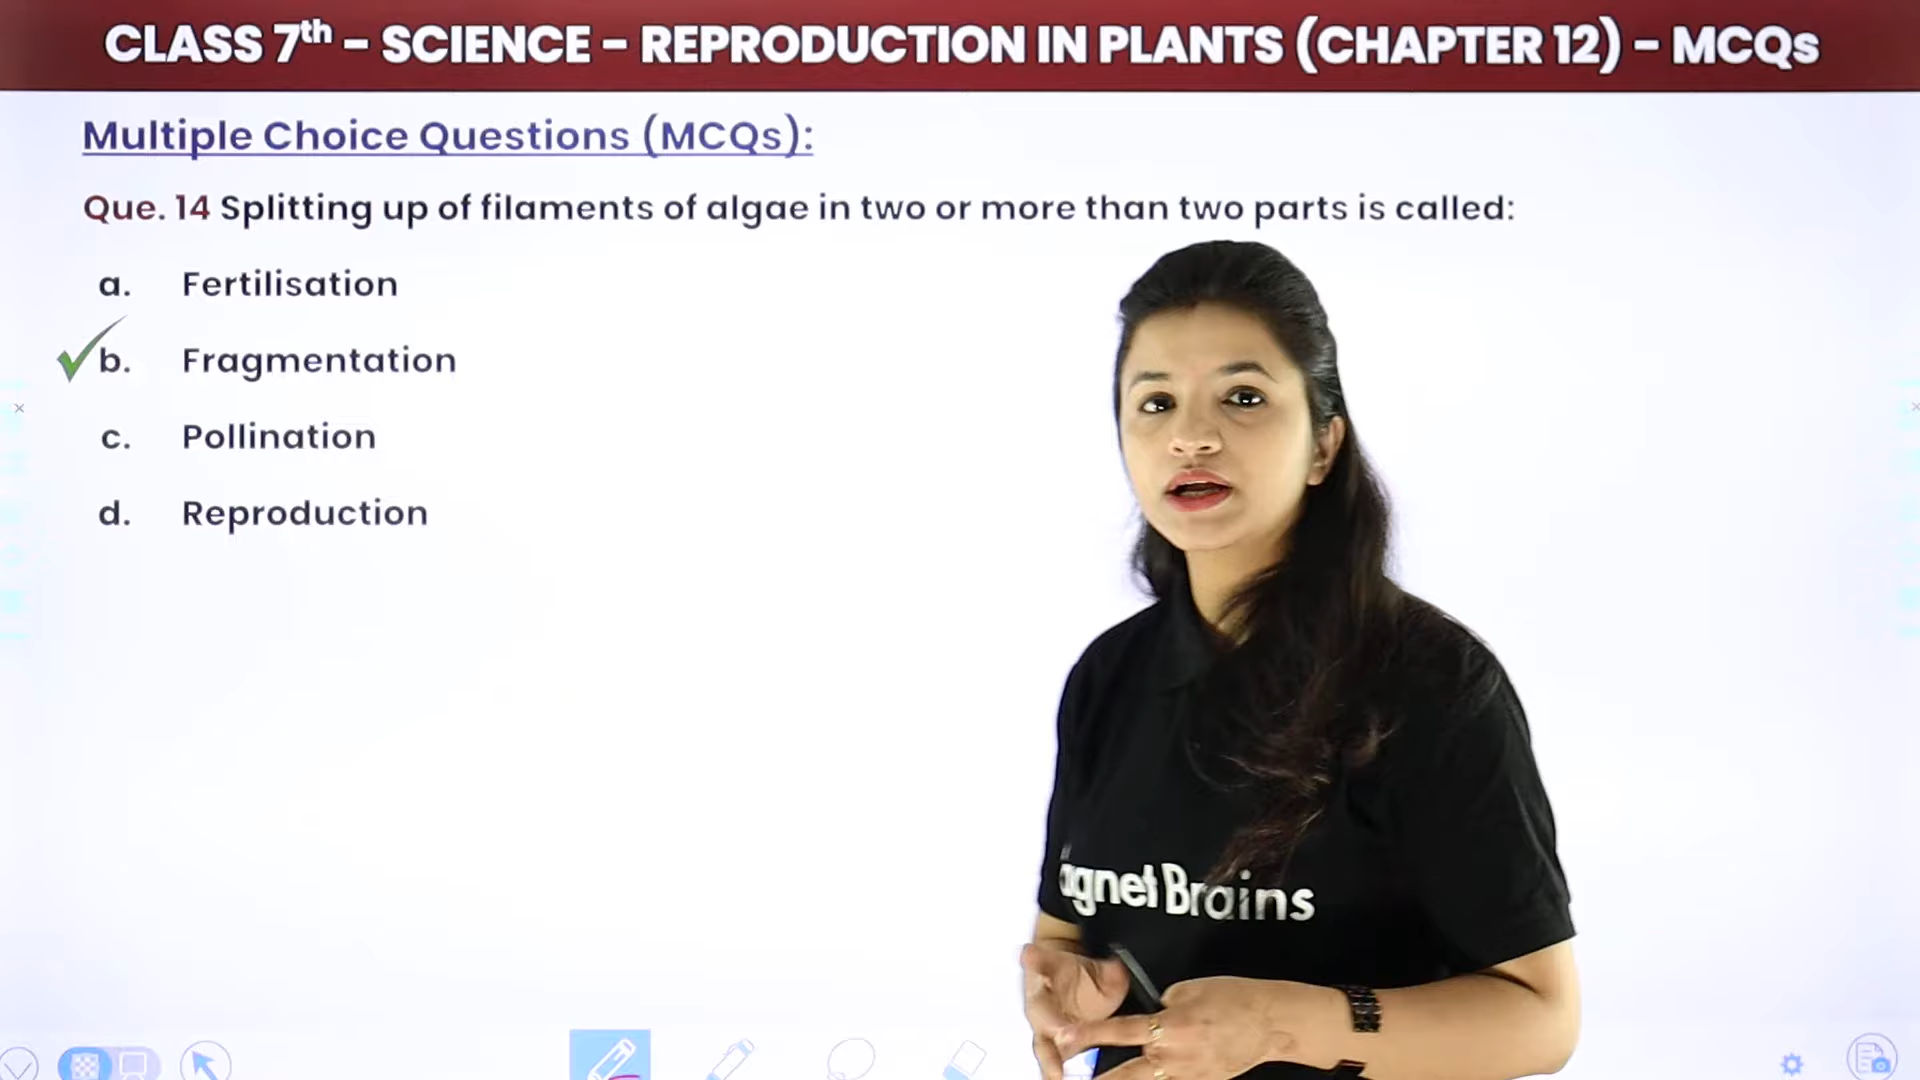 CLASS 7th – SCIENCE – REPRODUCTION IN PLANTS (CHAPTER 12) – MCQs
Multiple Choice Questions (MCQs):
Que. 14 Splitting up of filaments of algae in two or more than two parts is called:
a. Fertilisation
b. Fragmentation
c. Pollination
d. Reproduction
agnet Brains